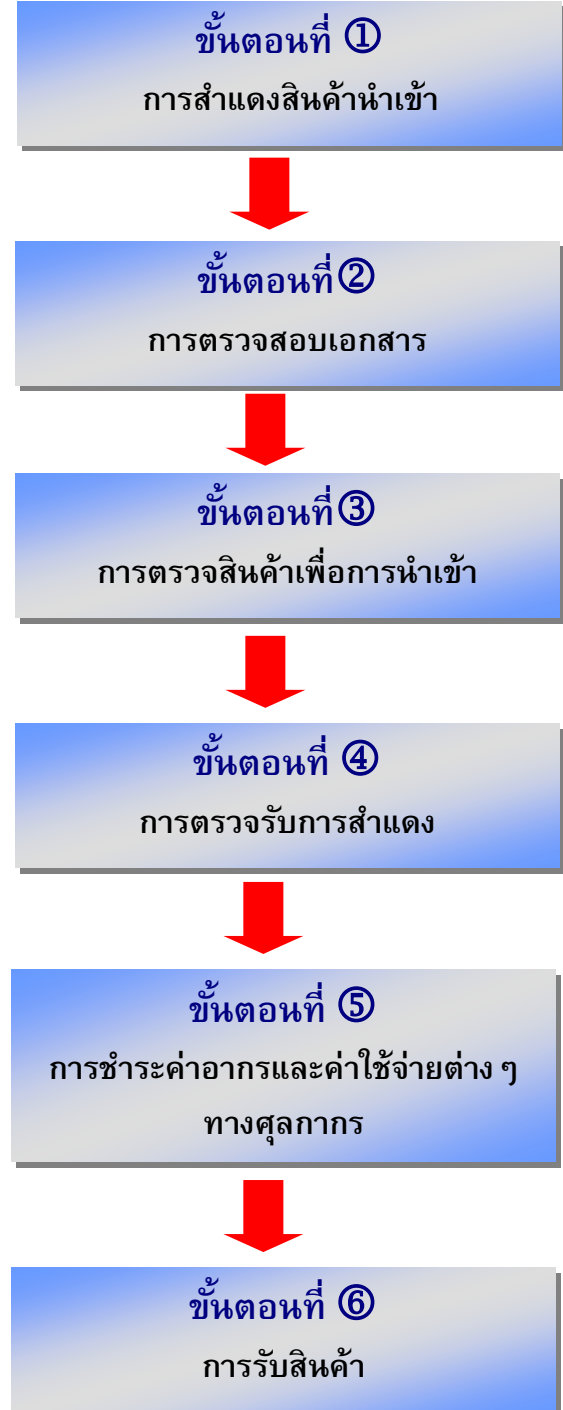 ขั้นตอนที่ ①
การสำแดงสินค้านำเข้า
ขั้นตอนที่ ②
การตรวจสอบเอกสาร
ขั้นตอนที่ ③
การตรวจสินค้าเพื่อการนำเข้า
ขั้นตอนที่ ④
การตรวจรับการสำแดง
ขั้นตอนที่ ⑤
การชำระค่าอากรและค่าใช้จ่ายต่าง ๆ
ทางศุลกากร
ขั้นตอนที่ ⑥
การรับสินค้า